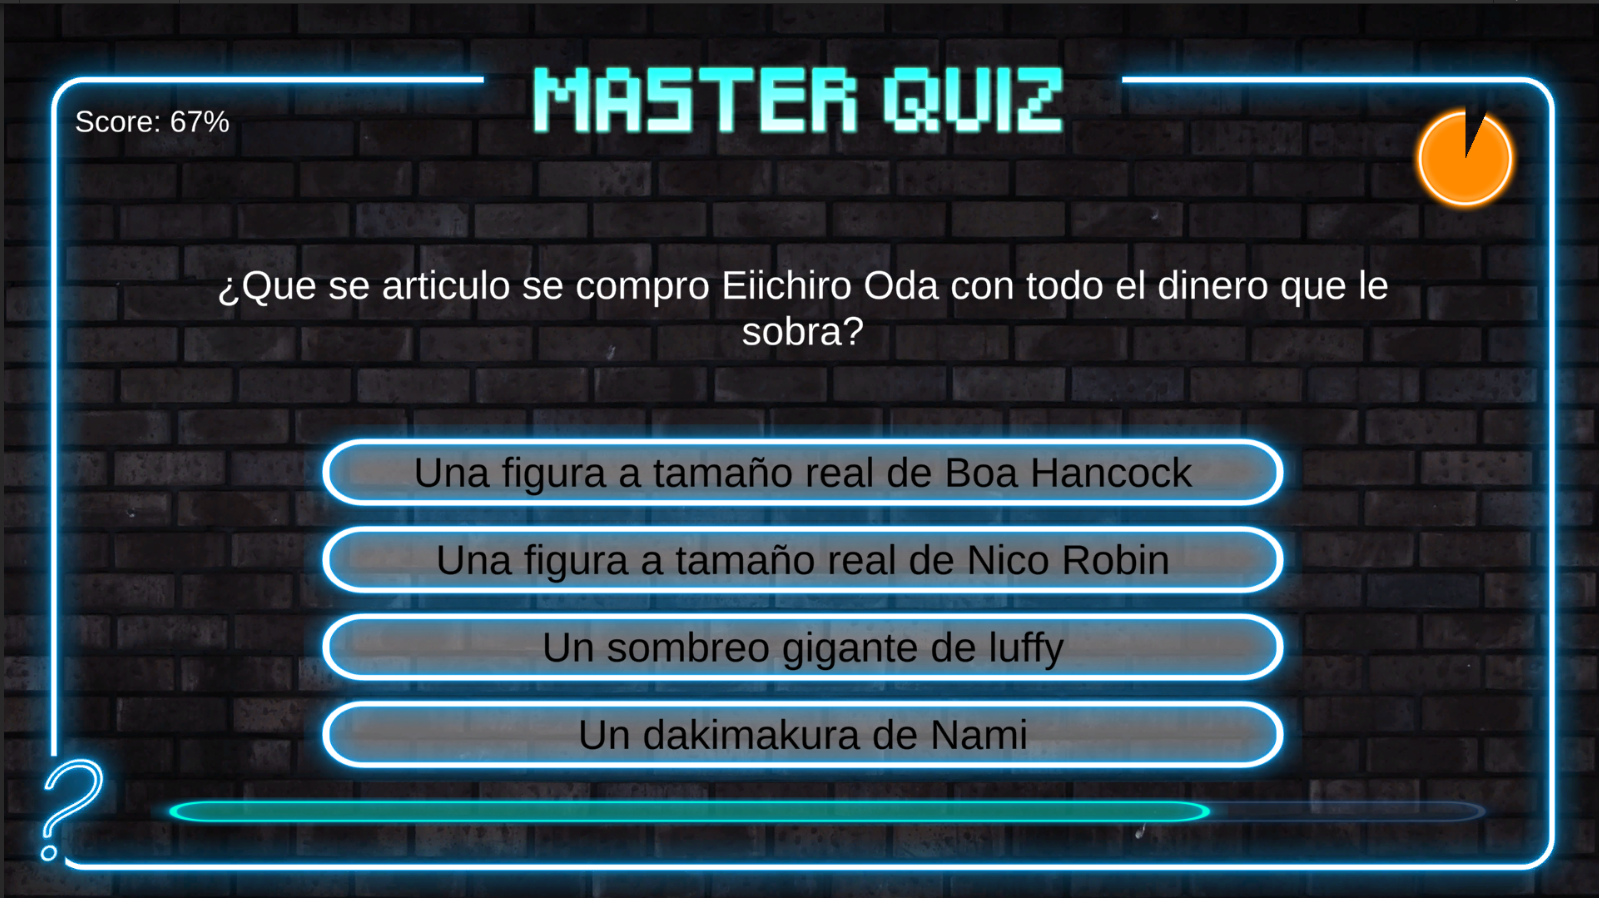 MASTER QUIZ
Score: 67%
¿Que se articulo se compro Eiichiro Oda con todo el dinero que le
sobra?
Una figura a tamaño real de Boa Hancock
Una figura a tamaño real de Nico Robin
Un sombreo gigante de luffy
Un dakimakura de Nami
?